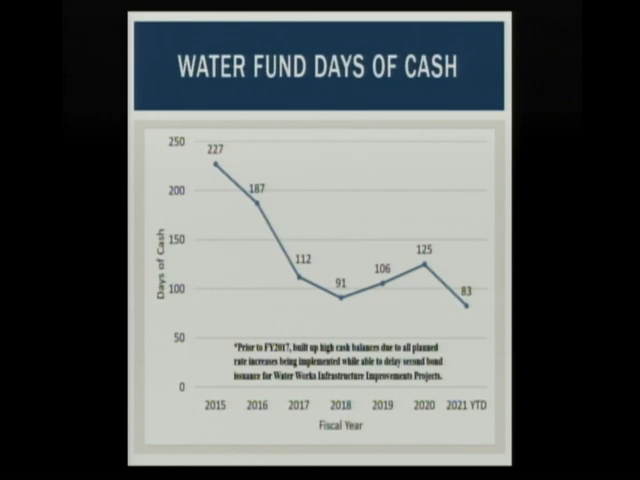 WATER FUND DAYS OF CASH
250
200
150
100
50
0
Days of Cash
227
187
112
91
106
125
83
*Prior to FY2017, built up high cash balances due to all planned
rate increases being implemented while able to delay second bond
issuance for Water Works Infrastructure Improvements Projects.
2015 2016 2017 2018 2019 2020 2021 YTD
Fiscal Year